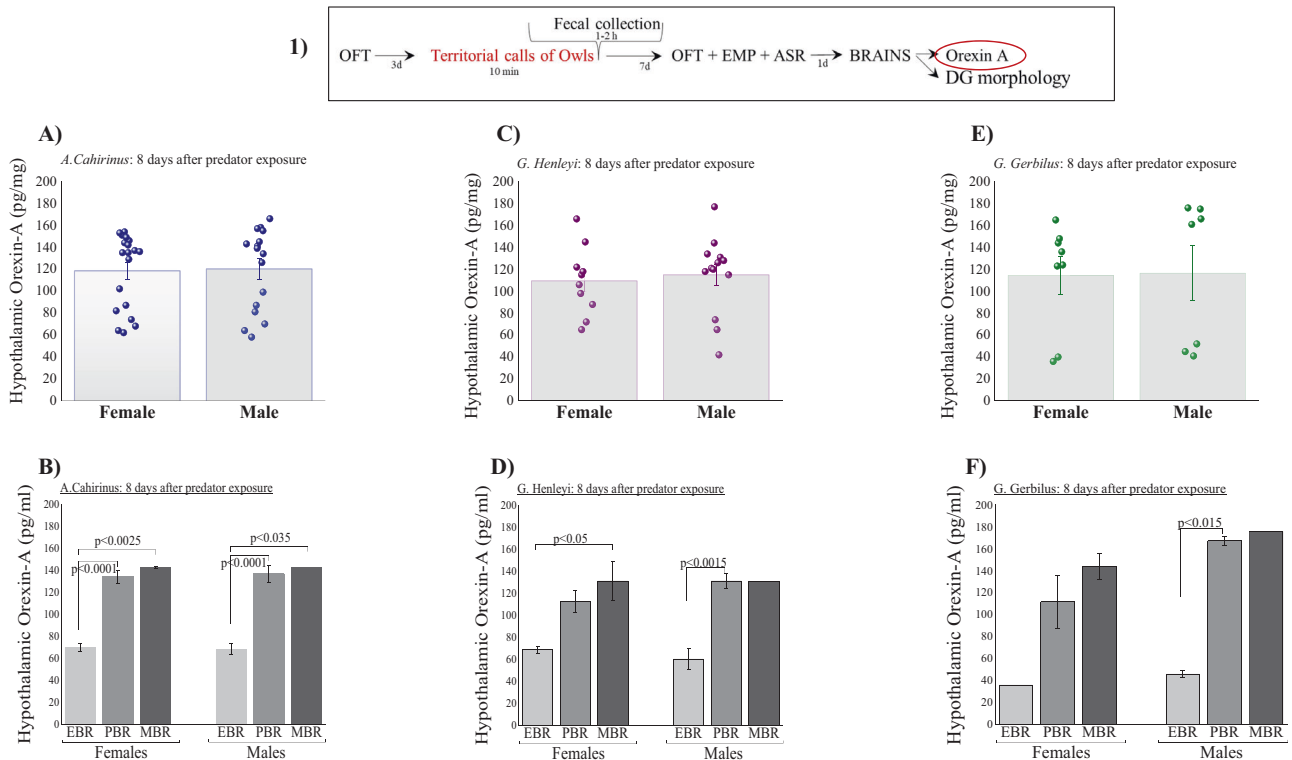 Fecal collection
1-2 h
1)
OFT 3d Territorial calls of Owls 7d OFT + EMP + ASR 1d BRAINS Orexin A
10 min
DG morphology
A)
A.Cahirinus: 8 days after predator exposure
Hypothalamic Orexin-A (pg/mg)
200
180
160
140
120
100
80
60
40
20
0
Female Male
C)
G. Henleyi: 8 days after predator exposure
Hypothalamic Orexin-A (pg/mg)
200
180
160
140
120
100
80
60
40
20
0
Female Male
E)
G. Gerbilus: 8 days after predator exposure
Hypothalamic Orexin-A (pg/mg)
200
180
160
140
120
100
80
60
40
20
0
Female Male
B)
A.Cahirinus: 8 days after predator exposure
Hypothalamic Orexin-A (pg/ml)
200
180
160
140
120
100
80
60
40
20
0
p<0.0025
p<0.0001
p<0.035
p<0.0001
EBR PBR MBR EBR PBR MBR
Females Males
D)
G. Henleyi: 8 days after predator exposure
Hypothalamic Orexin-A (pg/ml)
200
180
160
140
120
100
80
60
40
20
0
p<0.05
p<0.0015
EBR PBR MBR EBR PBR MBR
Females Males
F)
G. Gerbilus: 8 days after predator exposure
Hypothalamic Orexin-A (pg/ml)
200
180
160
140
120
100
80
60
40
20
0
p<0.015
EBR PBR MBR EBR PBR MBR
Females Males